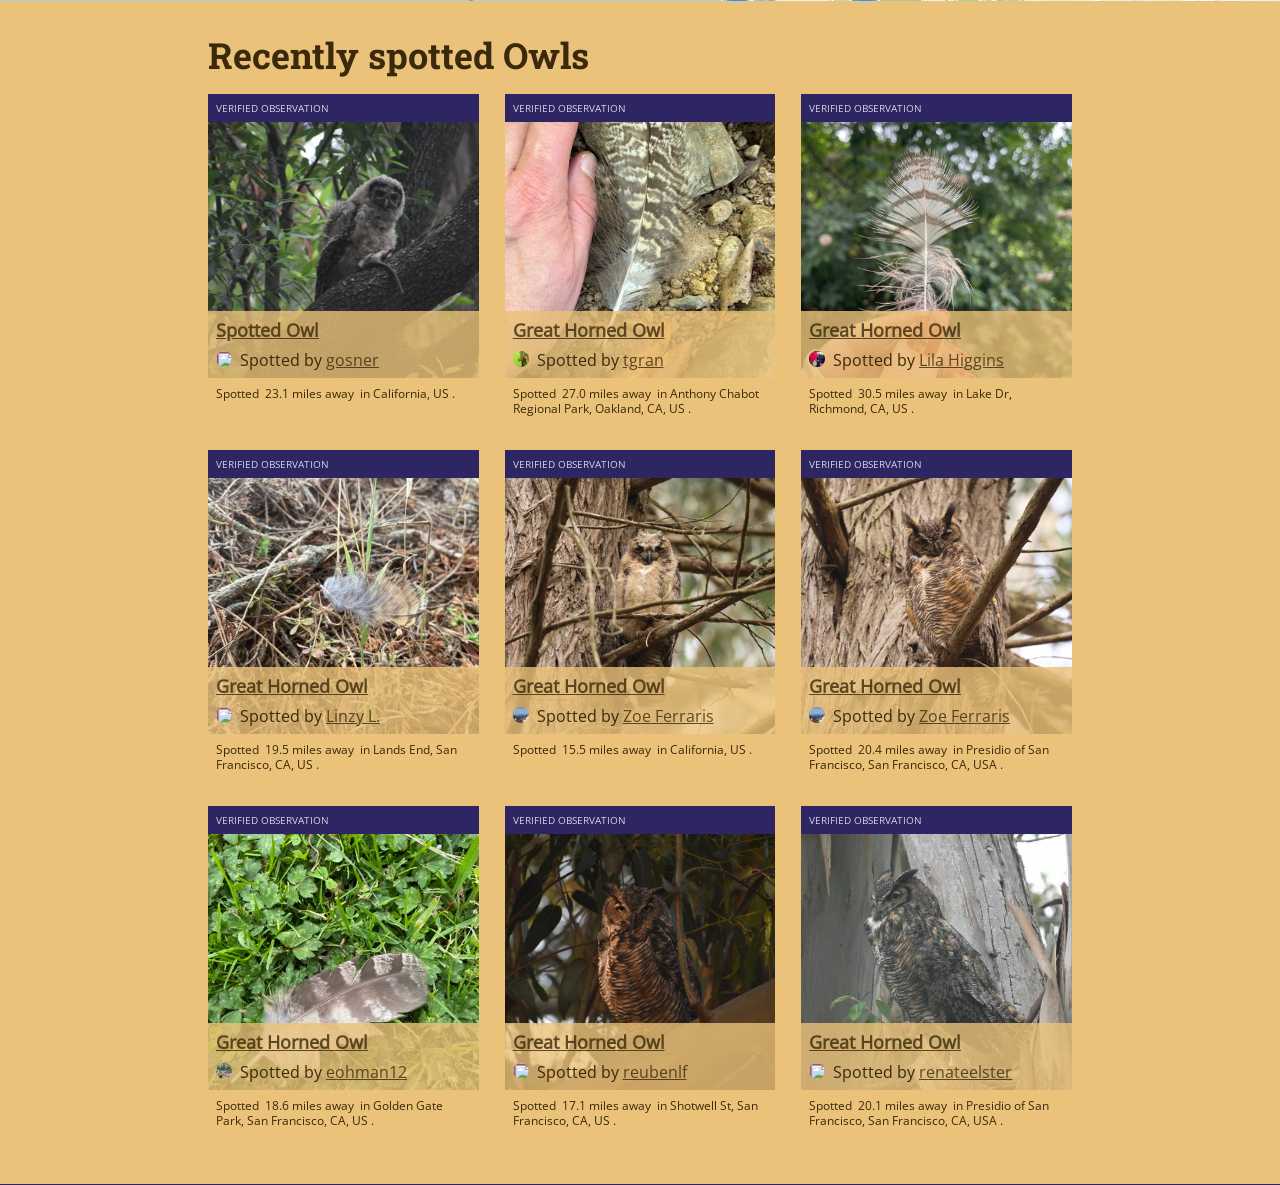 Recently spotted Owls
VERIFIED OBSERVATION
Spotted Owl
Spotted by gosner
Spotted 23.1 miles away in California, US .
VERIFIED OBSERVATION
Great Horned Owl
Spotted by tgran
Spotted 27.0 miles away in Anthony Chabot
Regional Park, Oakland, CA, US .
VERIFIED OBSERVATION
Great Horned Owl
Spotted by Lila Higgins
Spotted 30.5 miles away in Lake Dr,
Richmond, CA, US .
VERIFIED OBSERVATION
Great Horned Owl
Spotted by Linzy L.
Spotted 19.5 miles away in Lands End, San
Francisco, CA, US .
VERIFIED OBSERVATION
Great Horned Owl
Spotted by Zoe Ferraris
Spotted 15.5 miles away in California, US .
VERIFIED OBSERVATION
Great Horned Owl
Spotted by Zoe Ferraris
Spotted 20.4 miles away in Presidio of San
Francisco, San Francisco, CA, USA .
VERIFIED OBSERVATION
Great Horned Owl
Spotted by eohman12
Spotted 18.6 miles away in Golden Gate
Park, San Francisco, CA, US .
VERIFIED OBSERVATION
Great Horned Owl
Spotted by reubenlf
Spotted 17.1 miles away in Shotwell St, San
Francisco, CA, US .
VERIFIED OBSERVATION
Great Horned Owl
Spotted by renateelster
Spotted 20.1 miles away in Presidio of San
Francisco, San Francisco, CA, USA .